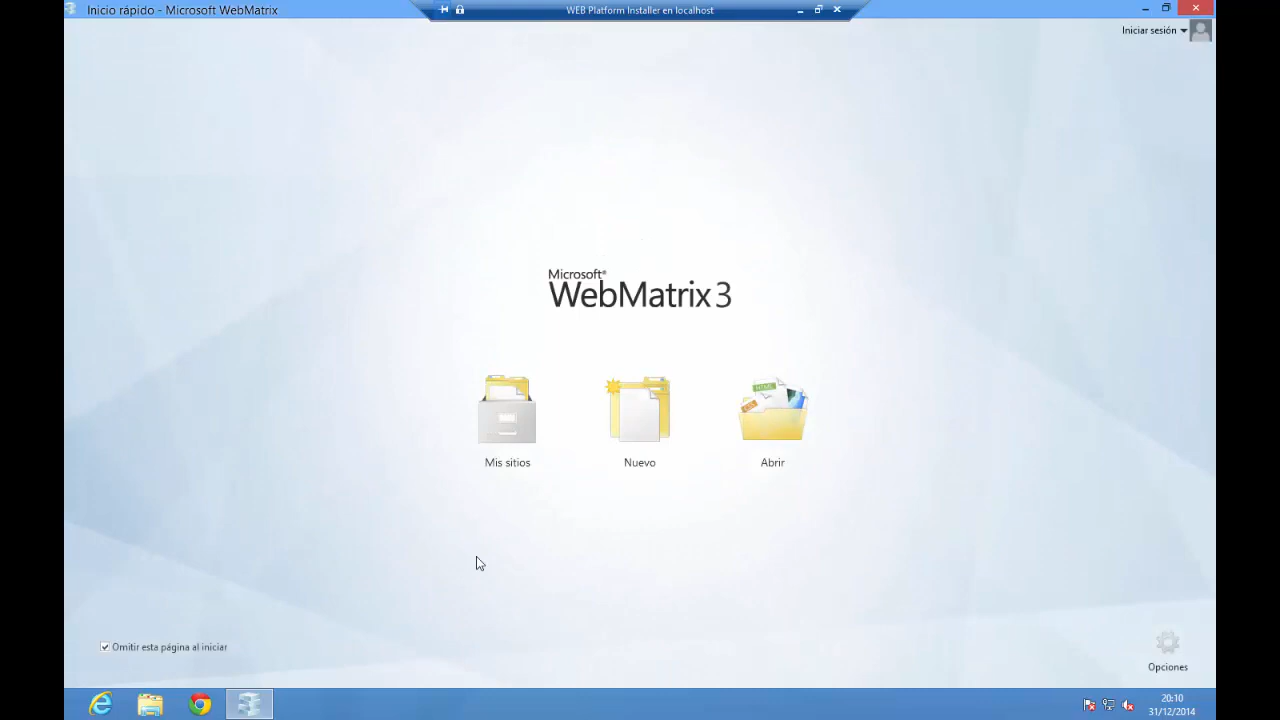 Inicio rápido - Microsoft WebMatrix
WEB Platform Installer en localhost
Iniciar sesión
Microsoft®
WebMatrix 3
Mis sitios
Nuevo
Abrir
Omitir esta página al iniciar
Opciones
20:10
31/12/2014